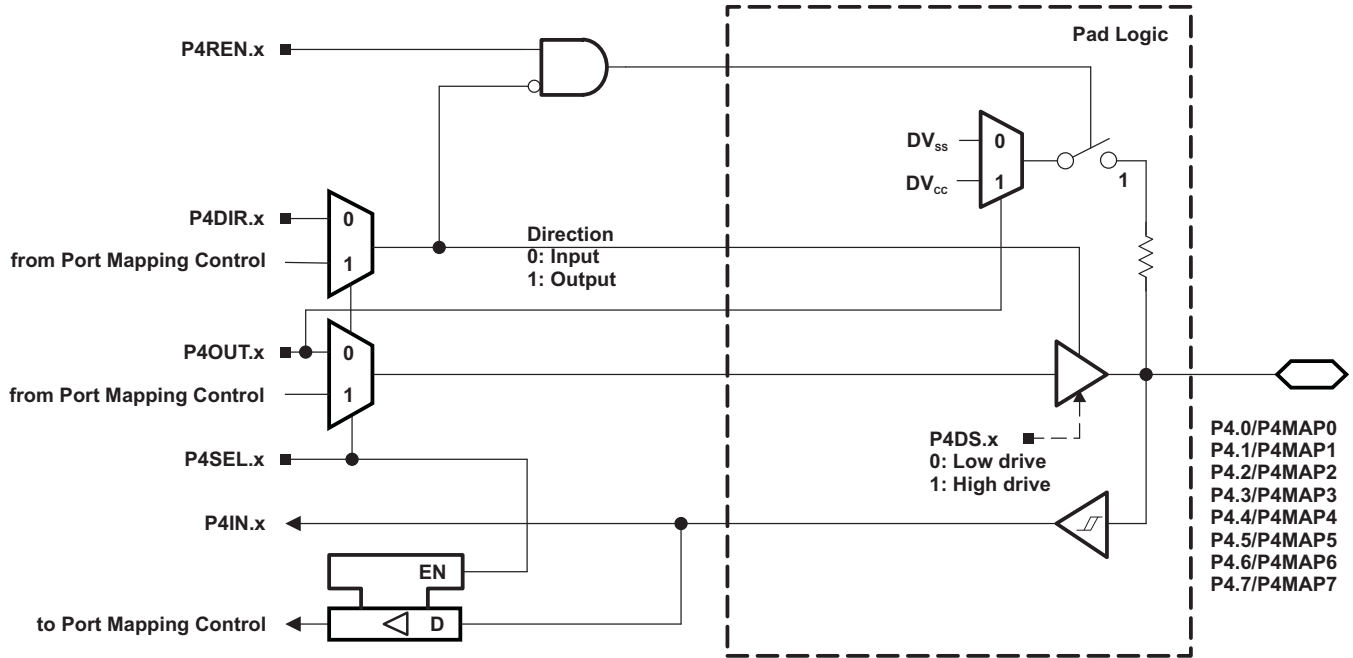 Pad Logic
P4REN.x
DVss
0
DVcc
1
1
P4DIR.x
0
from Port Mapping Control
1
Direction
0: Input
1: Output
P4OUT.x
0
from Port Mapping Control
1
P4DS.x
0: Low drive
1: High drive
P4SEL.x
P4IN.x
EN
to Port Mapping Control
D
P4.0/P4MAP0
P4.1/P4MAP1
P4.2/P4MAP2
P4.3/P4MAP3
P4.4/P4MAP4
P4.5/P4MAP5
P4.6/P4MAP6
P4.7/P4MAP7